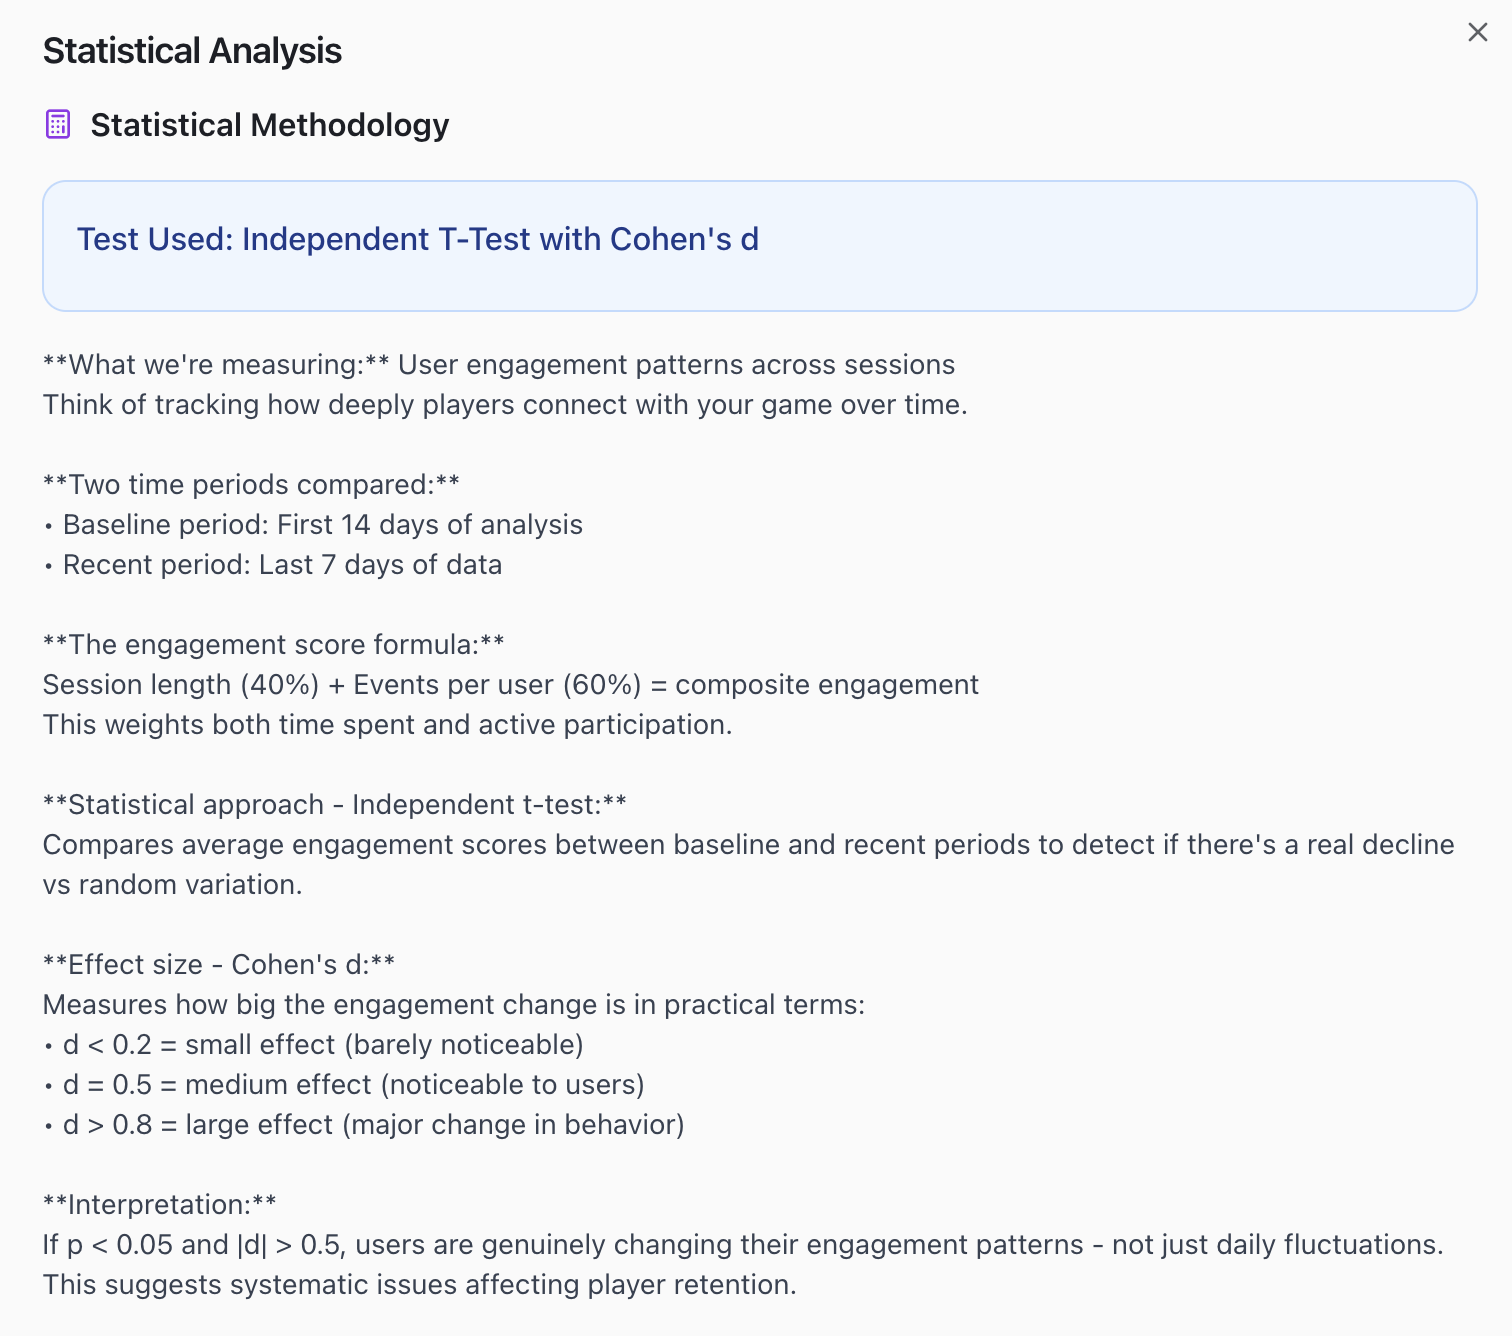 Statistical Analysis
Statistical Methodology
Test Used: Independent T-Test with Cohen's d
**What we're measuring:** User engagement patterns across sessions
Think of tracking how deeply players connect with your game over time.
**Two time periods compared:**
• Baseline period: First 14 days of analysis
• Recent period: Last 7 days of data
**The engagement score formula:**
Session length (40%) + Events per user (60%) = composite engagement
This weights both time spent and active participation.
**Statistical approach - Independent t-test:**
Compares average engagement scores between baseline and recent periods to detect if there's a real decline
vs random variation.
**Effect size - Cohen's d:**
Measures how big the engagement change is in practical terms:
• d < 0.2 = small effect (barely noticeable)
• d = 0.5 = medium effect (noticeable to users)
• d > 0.8 = large effect (major change in behavior)
**Interpretation:**
If p < 0.05 and |d| > 0.5, users are genuinely changing their engagement patterns - not just daily fluctuations.
This suggests systematic issues affecting player retention.